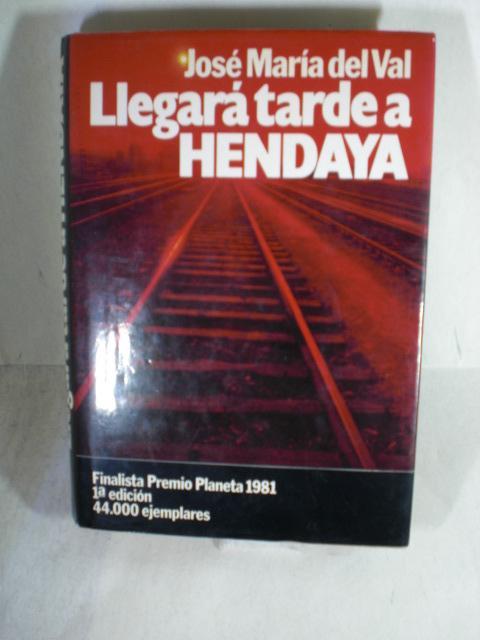 José María del Val
Llegará tarde a
HENDAYA
Finalista Premio Planeta 1981
1ª edición
44.000 ejemplares